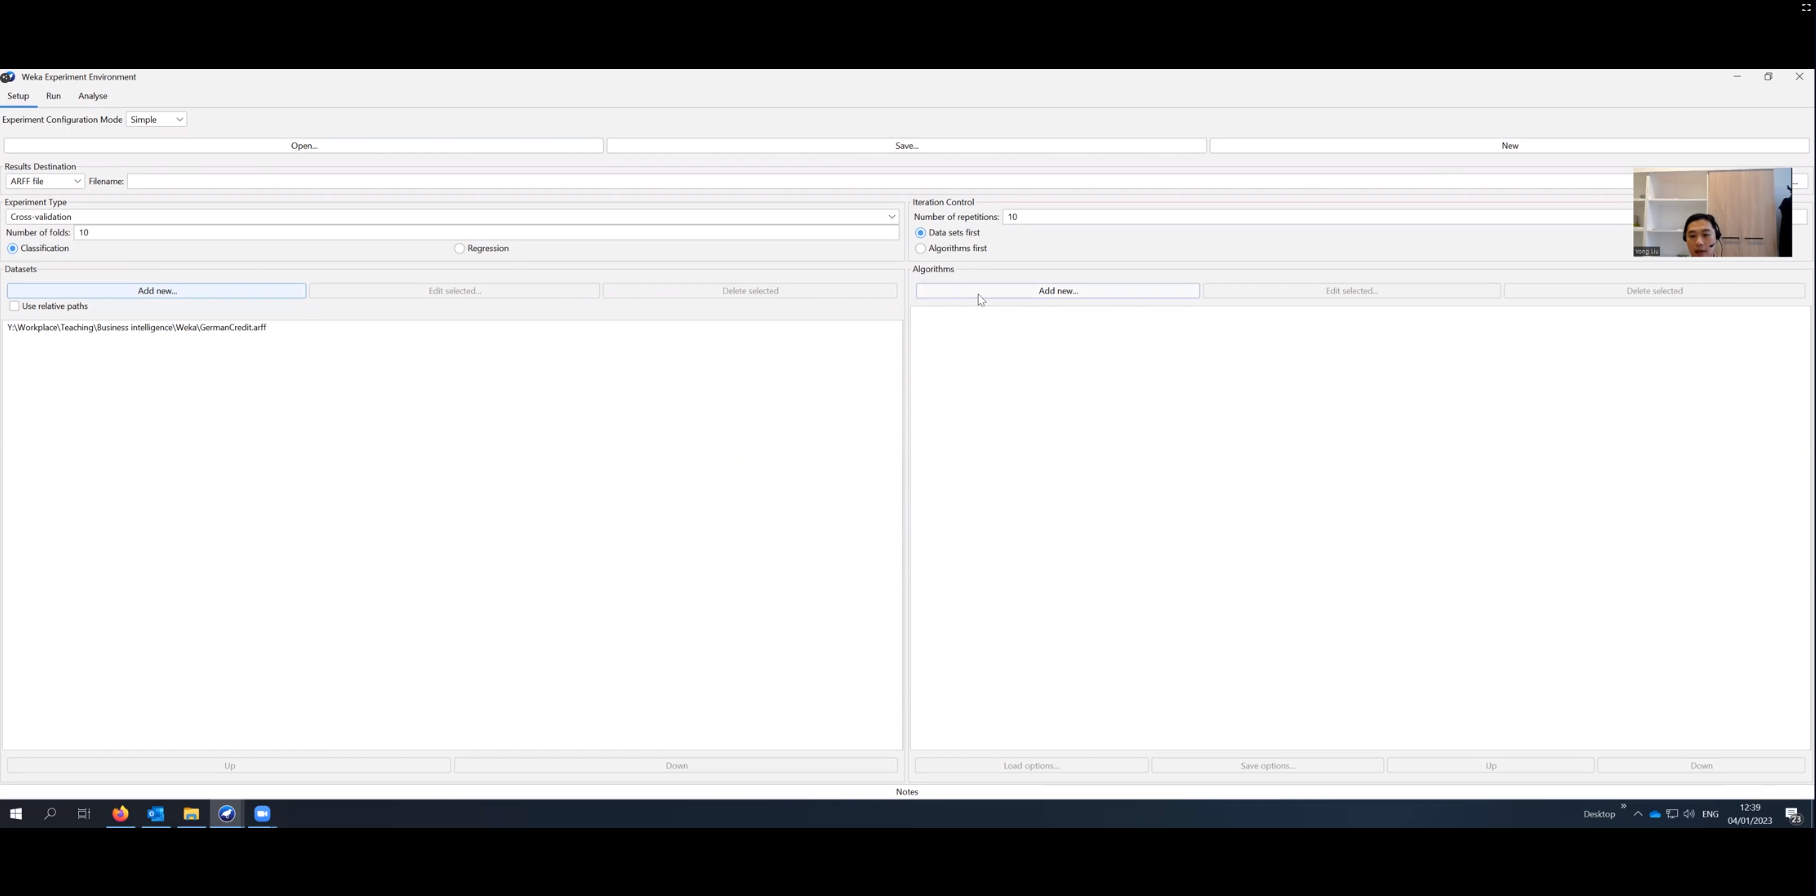 Weka Experiment Environment
Setup Run Analyse
Experiment Configuration Mode Simple
Open... Save... New
Results Destination
ARFF file Filename: ...
Experiment Type Iteration Control
Cross-validation Number of repetitions: 10
Number of folds: 10 Data sets first
Classification Regression Algorithms first
Yong Liu
Datasets Algorithms
Add new... Edit selected... Delete selected Add new... Edit selected... Delete selected
Use relative paths
Y:\Workplace\Teaching\Business intelligence\Weka\GermanCredit.arff
Up Down Load options... Save options... Up Down
Notes
Desktop » ENG 12:39
04/01/2023 23